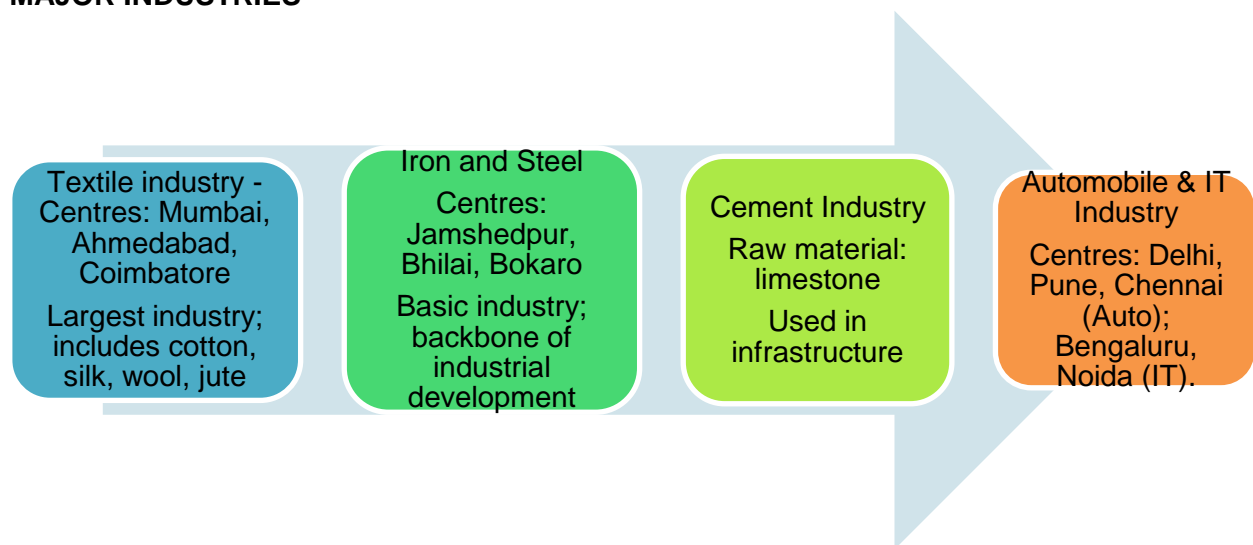 MAJOR INDUSTRIES
Textile industry -
Centres: Mumbai,
Ahmedabad,
Coimbatore
Largest industry;
includes cotton,
silk, wool, jute
Iron and Steel
Centres:
Jamshedpur,
Bhilai, Bokaro
Basic industry;
backbone of
industrial
development
Cement Industry
Raw material:
limestone
Used in
infrastructure
Automobile & IT
Industry
Centres: Delhi,
Pune, Chennai
(Auto);
Bengaluru,
Noida (IT).